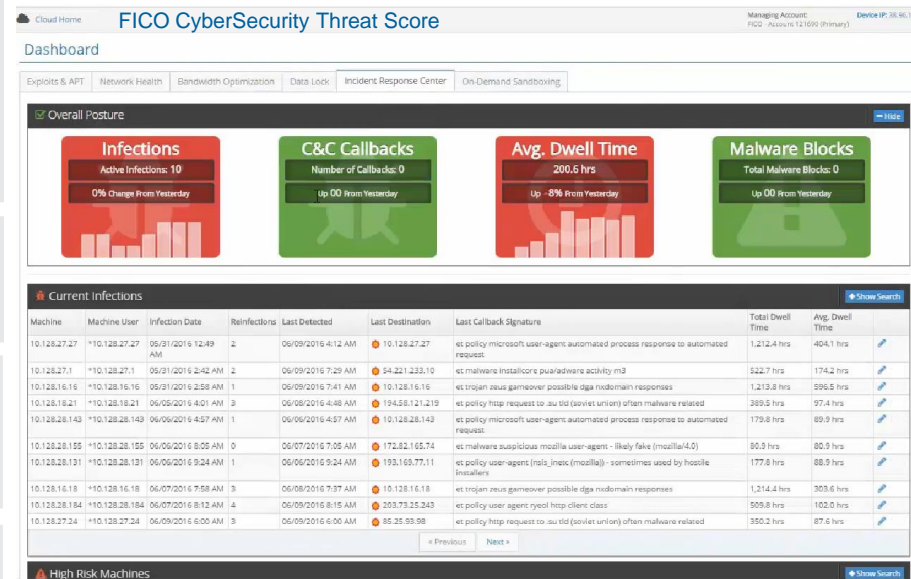 Cloud Home
FICO CyberSecurity Threat Score
Managing Account:
FICO - Account 121690 (Primary)
Device IP: 38.96.1
Dashboard
Exploits & APT
Network Health
Bandwidth Optimization
Data Lock
Incident Response Center
On-Demand Sandboxing
Overall Posture
Hide
Infections
Active Infections: 10
0% Change From Yesterday
C&C Callbacks
Number of Callbacks: 0
Up 00 From Yesterday
Avg. Dwell Time
200.6 hrs
Up -8% From Yesterday
Malware Blocks
Total Malware Blocks: 0
Up 00 From Yesterday
Current Infections
Show Search
Machine Machine User Infection Date Reinfections Last Detected Last Destination Last Callback Signature Total Dwell Time Avg. Dwell Time
10.128.27.27 *10.128.27.27 05/31/2016 12:49 AM 2 06/09/2016 4:12 AM 10.128.27.27 et policy microsoft user-agent automated process response to automated request 1,212.4 hrs 404.1 hrs
10.128.27.1 *10.128.27.1 05/31/2016 2:42 AM 2 06/09/2016 7:29 AM 54.221.233.10 et malware installcore pua/adware activity m3 522.7 hrs 174.2 hrs
10.128.16.16 *10.128.16.16 05/31/2016 2:58 AM 1 06/09/2016 7:41 AM 10.128.16.16 et trojan zeus gameover possible dga nxdomain responses 1,213.8 hrs 596.5 hrs
10.128.18.21 *10.128.18.21 06/05/2016 4:01 AM 3 06/08/2016 4:48 AM 194.58.121.219 et policy http request to .su tld (soviet union) often malware related 389.5 hrs 97.4 hrs
10.128.28.143 *10.128.28.143 06/06/2016 4:57 AM 1 06/06/2016 4:57 AM 10.128.28.143 et policy microsoft user-agent automated process response to automated request 179.8 hrs 89.9 hrs
10.128.28.155 *10.128.28.155 06/06/2016 8:05 AM 0 06/07/2016 7:05 AM 172.82.165.74 et malware suspicious mozilla user-agent - likely fake (mozilla/4.0) 80.9 hrs 80.9 hrs
10.128.28.131 *10.128.28.131 06/06/2016 9:24 AM 1 06/06/2016 9:24 AM 193.169.77.11 et policy user-agent (nsis_inetc (mozilla)) - sometimes used by hostile installers 177.8 hrs 88.9 hrs
10.128.16.18 *10.128.16.18 06/07/2016 7:58 AM 3 06/08/2016 7:37 AM 10.128.16.18 et trojan zeus gameover possible dga nxdomain responses 1,214.4 hrs 303.6 hrs
10.128.28.184 *10.128.28.184 06/07/2016 8:12 AM 4 06/09/2016 8:15 AM 203.73.25.243 et policy user agent ryeol http client class 509.8 hrs 102.0 hrs
10.128.27.24 *10.128.27.24 06/09/2016 6:00 AM 3 06/09/2016 6:00 AM 85.25.93.98 et policy http request to .su tld (soviet union) often malware related 350.2 hrs 87.6 hrs
« Previous Next »
High Risk Machines
Show Search